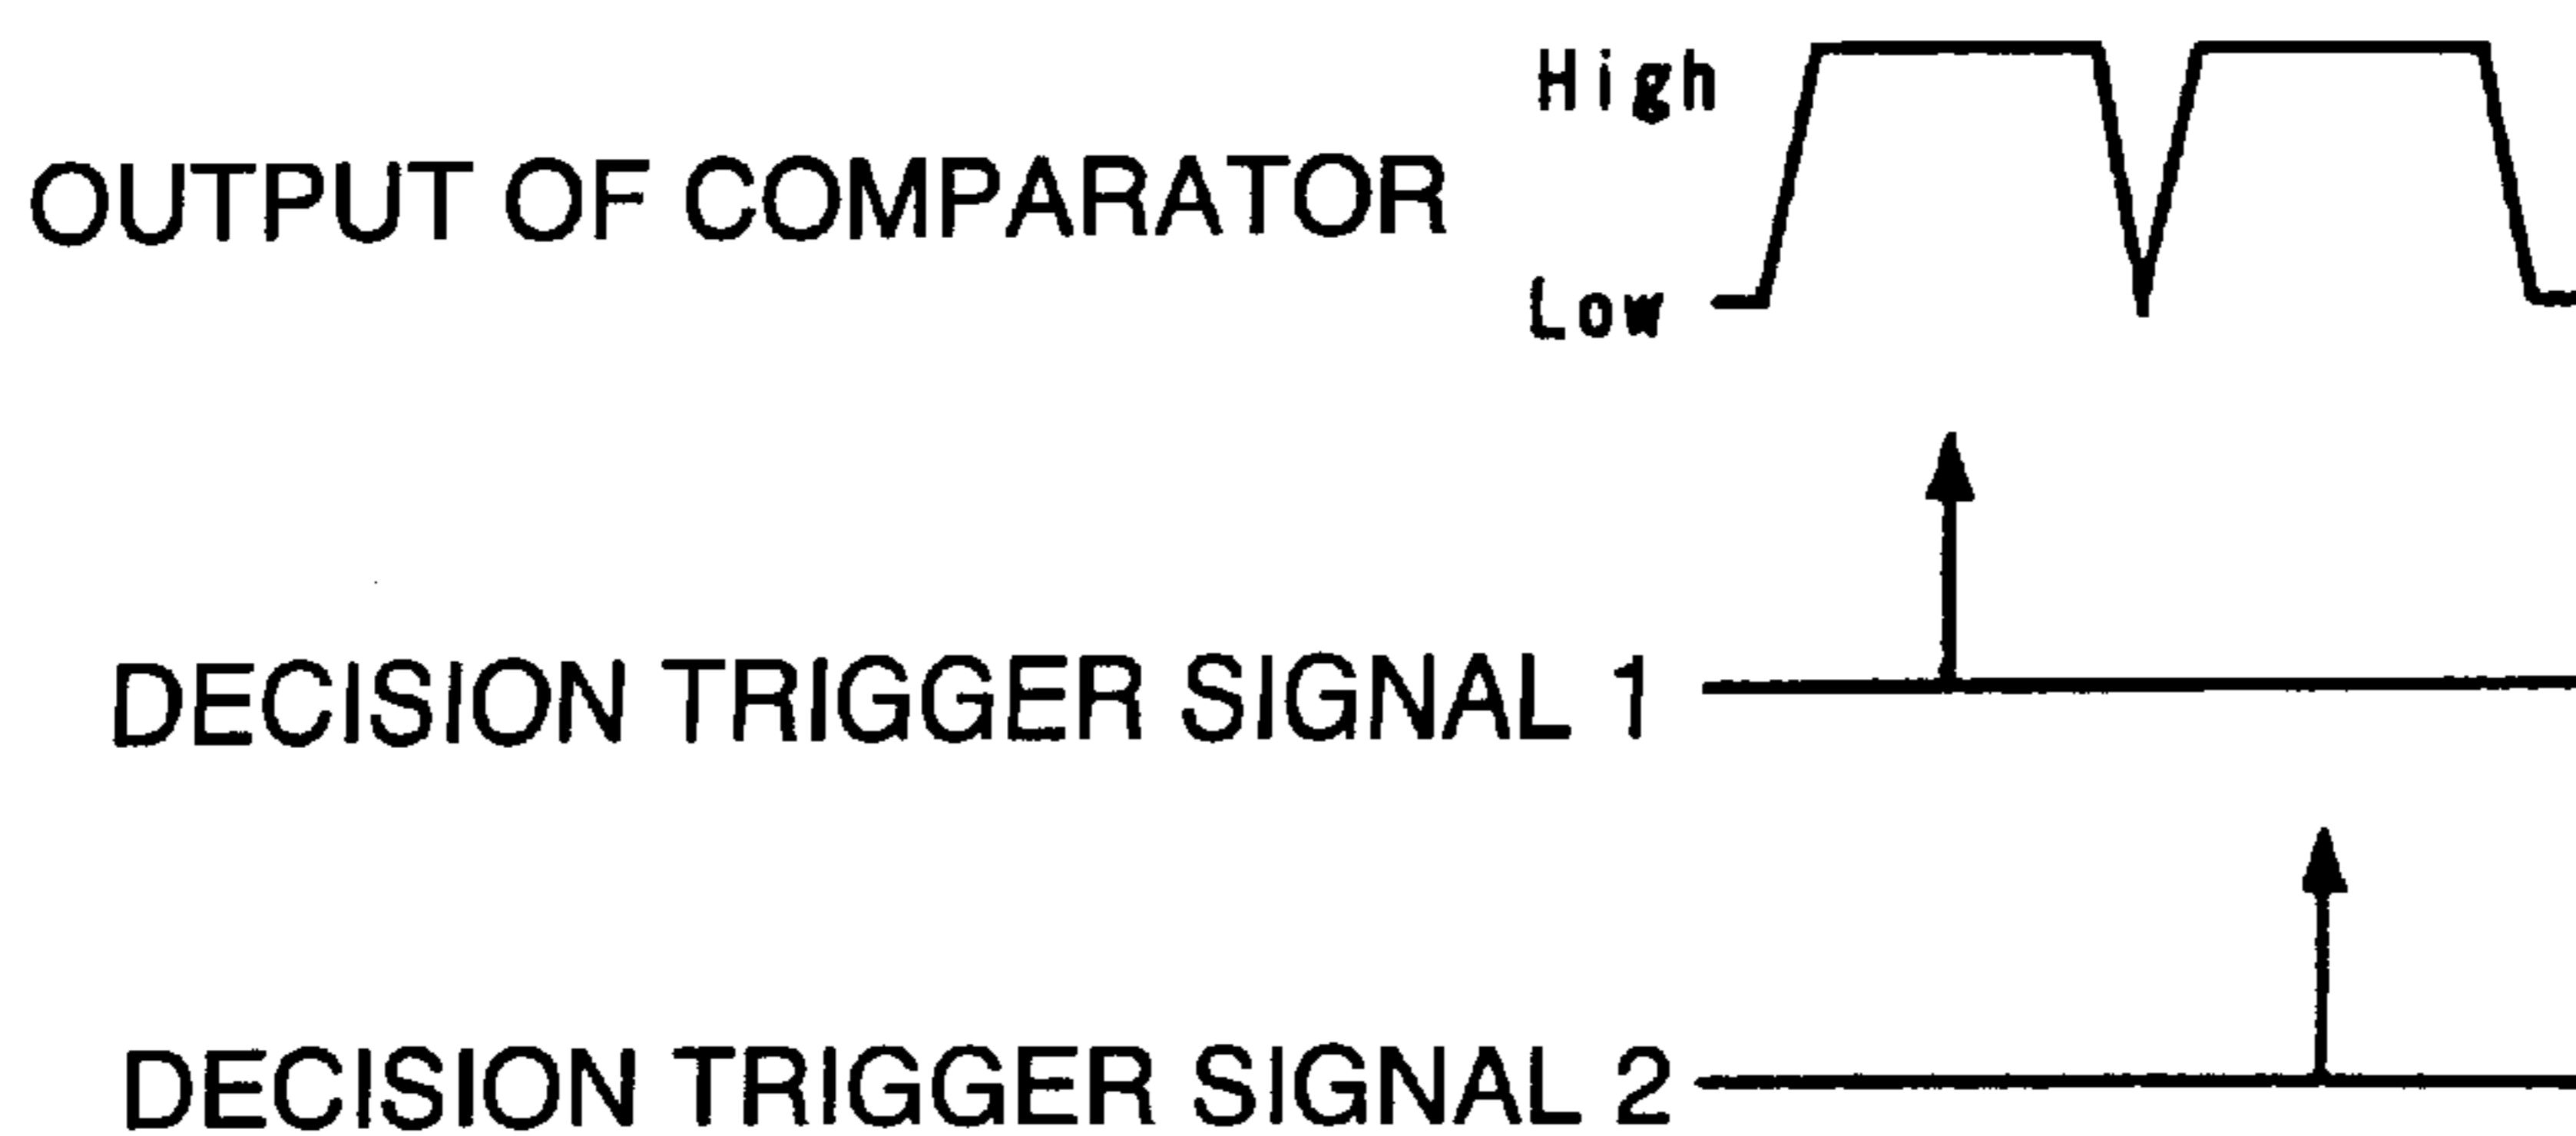 High
OUTPUT OF COMPARATOR
Low
DECISION TRIGGER SIGNAL 1
DECISION TRIGGER SIGNAL 2